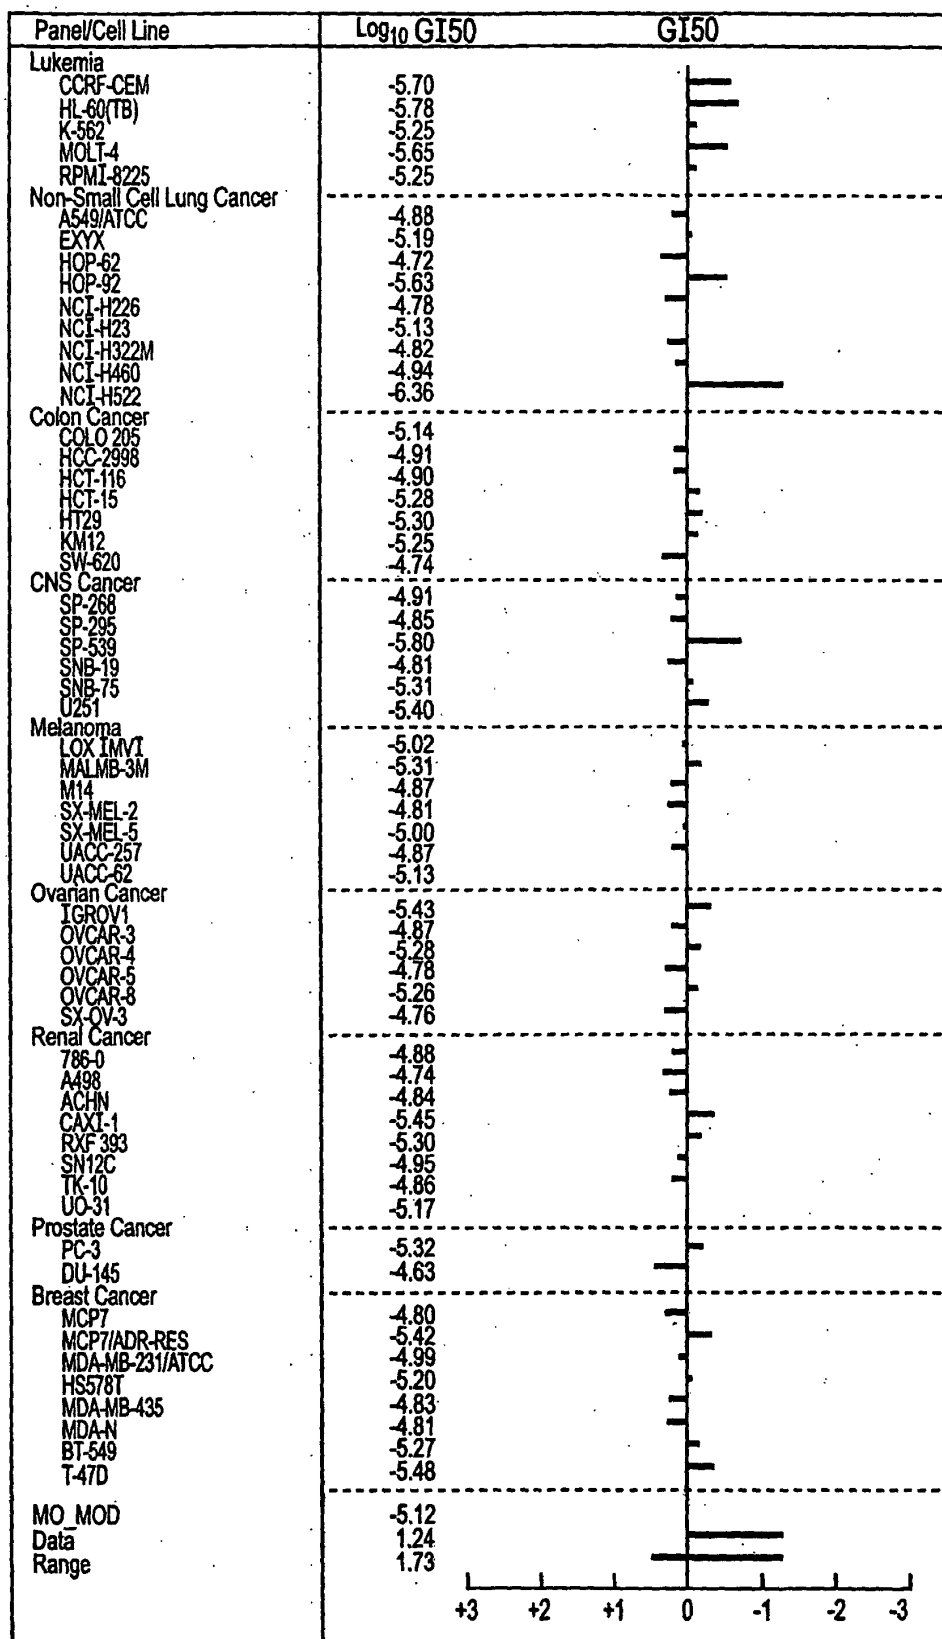 Panel/Cell Line Log10 GI50 GI50
Lukemia
CCRF-CEM -5.70
HL-60(TB) -5.78
K-562 -5.25
MOLT-4 -5.65
RPMI-8225 -5.25
Non-Small Cell Lung Cancer
A549/ATCC -4.88
EXYX -5.19
HOP-62 -4.72
HOP-92 -5.63
NCI-H226 -4.78
NCI-H23 -5.13
NCI-H322M -4.82
NCI-H460 -4.94
NCI-H522 -6.36
Colon Cancer
COLO 205 -5.14
HCC-2998 -4.91
HCT-116 -4.90
HCT-15 -5.28
HT29 -5.30
KM12 -5.25
SW-620 -4.74
CNS Cancer
SP-268 -4.91
SP-295 -4.85
SP-539 -5.80
SNB-19 -4.81
SNB-75 -5.31
U251 -5.40
Melanoma
LOX IMVI -5.02
MALMB-3M -5.31
M14 -4.87
SX-MEL-2 -4.81
SX-MEL-5 -5.00
UACC-257 -4.87
UACC-62 -5.13
Ovarian Cancer
IGROV1 -5.43
OVCAR-3 -4.87
OVCAR-4 -5.28
OVCAR-5 -4.78
OVCAR-8 -5.26
SX-OV-3 -4.76
Renal Cancer
786-0 -4.88
A498 -4.74
ACHN -4.84
CAXI-1 -5.45
RXF 393 -5.30
SN12C -4.95
TK-10 -4.86
UO-31 -5.17
Prostate Cancer
PC-3 -5.32
DU-145 -4.63
Breast Cancer
MCP7 -4.80
MCP7/ADR-RES -5.42
MDA-MB-231/ATCC -4.99
HS578T -5.20
MDA-MB-435 -4.83
MDA-N -4.81
BT-549 -5.27
T-47D -5.48
MO_MOD -5.12
Data 1.24
Range 1.73
+3 +2 +1 0 -1 -2 -3